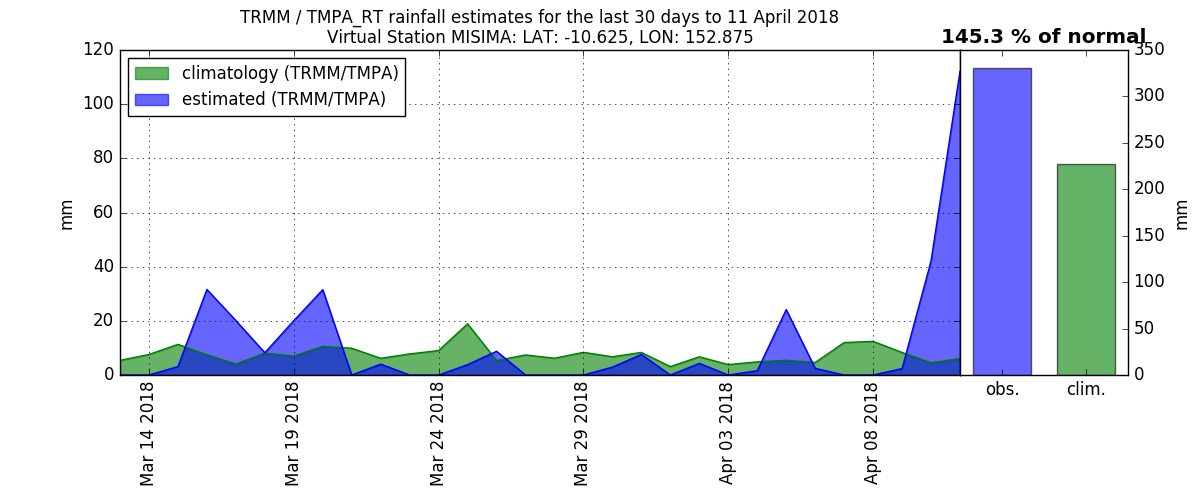 TRMM / TMPA_RT rainfall estimates for the last 30 days to 11 April 2018
Virtual Station MISIMA: LAT: -10.625, LON: 152.875
145.3 % of normal
climatology (TRMM/TMPA)
estimated (TRMM/TMPA)
mm
120
100
80
60
40
20
0
Mar 14 2018
Mar 19 2018
Mar 24 2018
Mar 29 2018
Apr 03 2018
Apr 08 2018
obs.
clim.
350
300
250
200
150
100
50
0
mm